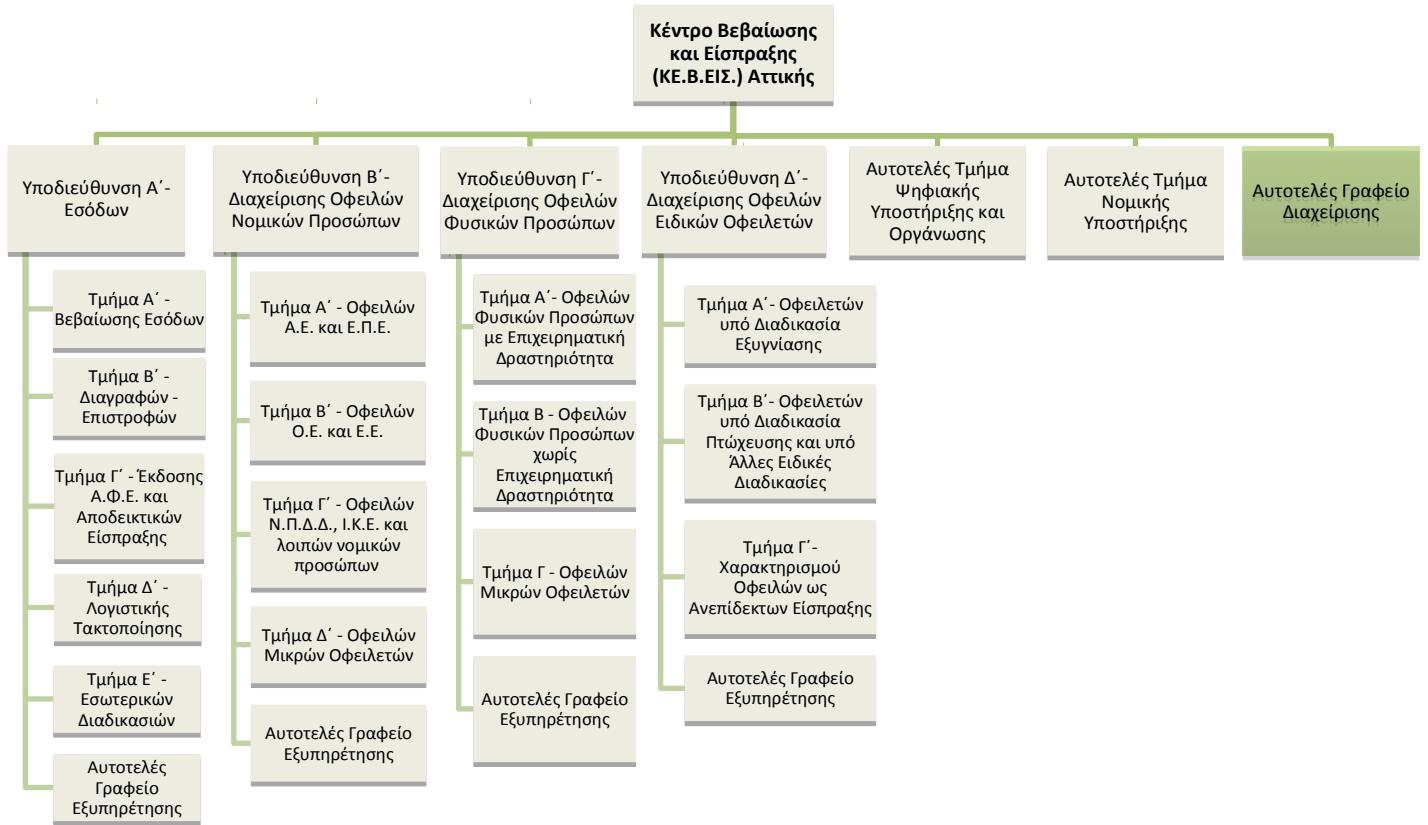 Κέντρο Βεβαίωσης
και Είσπραξης
(ΚΕ.Β.ΕΙΣ.) Αττικής
Υποδιεύθυνση Α΄-
Εσόδων
Υποδιεύθυνση Β΄-
Διαχείρισης Οφειλών
Νομικών Προσώπων
Υποδιεύθυνση Γ΄-
Διαχείρισης Οφειλών
Φυσικών Προσώπων
Υποδιεύθυνση Δ΄-
Διαχείρισης Οφειλών
Ειδικών Οφειλετών
Αυτοτελές Τμήμα
Ψηφιακής
Υποστήριξης και
Οργάνωσης
Αυτοτελές Τμήμα
Νομικής
Υποστήριξης
Αυτοτελές Γραφείο
Διαχείρισης
Τμήμα Α΄ -
Βεβαίωσης Εσόδων
Τμήμα Β΄ -
Διαγραφών -
Επιστροφών
Τμήμα Γ΄ - Έκδοσης
Α.Φ.Ε. και
Αποδεικτικών
Είσπραξης
Τμήμα Δ΄ -
Λογιστικής
Τακτοποίησης
Τμήμα Ε΄ -
Εσωτερικών
Διαδικασιών
Αυτοτελές
Γραφείο
Εξυπηρέτησης
Τμήμα Α΄ - Οφειλών
Α.Ε. και Ε.Π.Ε.
Τμήμα Β΄ - Οφειλών
Ο.Ε. και Ε.Ε.
Τμήμα Γ΄ - Οφειλών
Ν.Π.Δ.Δ., Ι.Κ.Ε. και
λοιπών νομικών
προσώπων
Τμήμα Δ΄ - Οφειλών
Μικρών Οφειλετών
Αυτοτελές Γραφείο
Εξυπηρέτησης
Τμήμα Α΄- Οφειλών
Φυσικών Προσώπων
με Επιχειρηματική
Δραστηριότητα
Τμήμα Β - Οφειλών
Φυσικών Προσώπων
χωρίς
Επιχειρηματική
Δραστηριότητα
Τμήμα Γ - Οφειλών
Μικρών Οφειλετών
Αυτοτελές Γραφείο
Εξυπηρέτησης
Τμήμα Α΄- Οφειλετών
υπό Διαδικασία
Εξυγνίασης
Τμήμα Β΄- Οφειλετών
υπό Διαδικασία
Πτώχευσης και υπό
Άλλες Ειδικές
Διαδικασίες
Τμήμα Γ΄-
Χαρακτηρισμού
Οφειλών ως
Ανεπίδεκτων Είσπραξης
Αυτοτελές Γραφείο
Εξυπηρέτησης